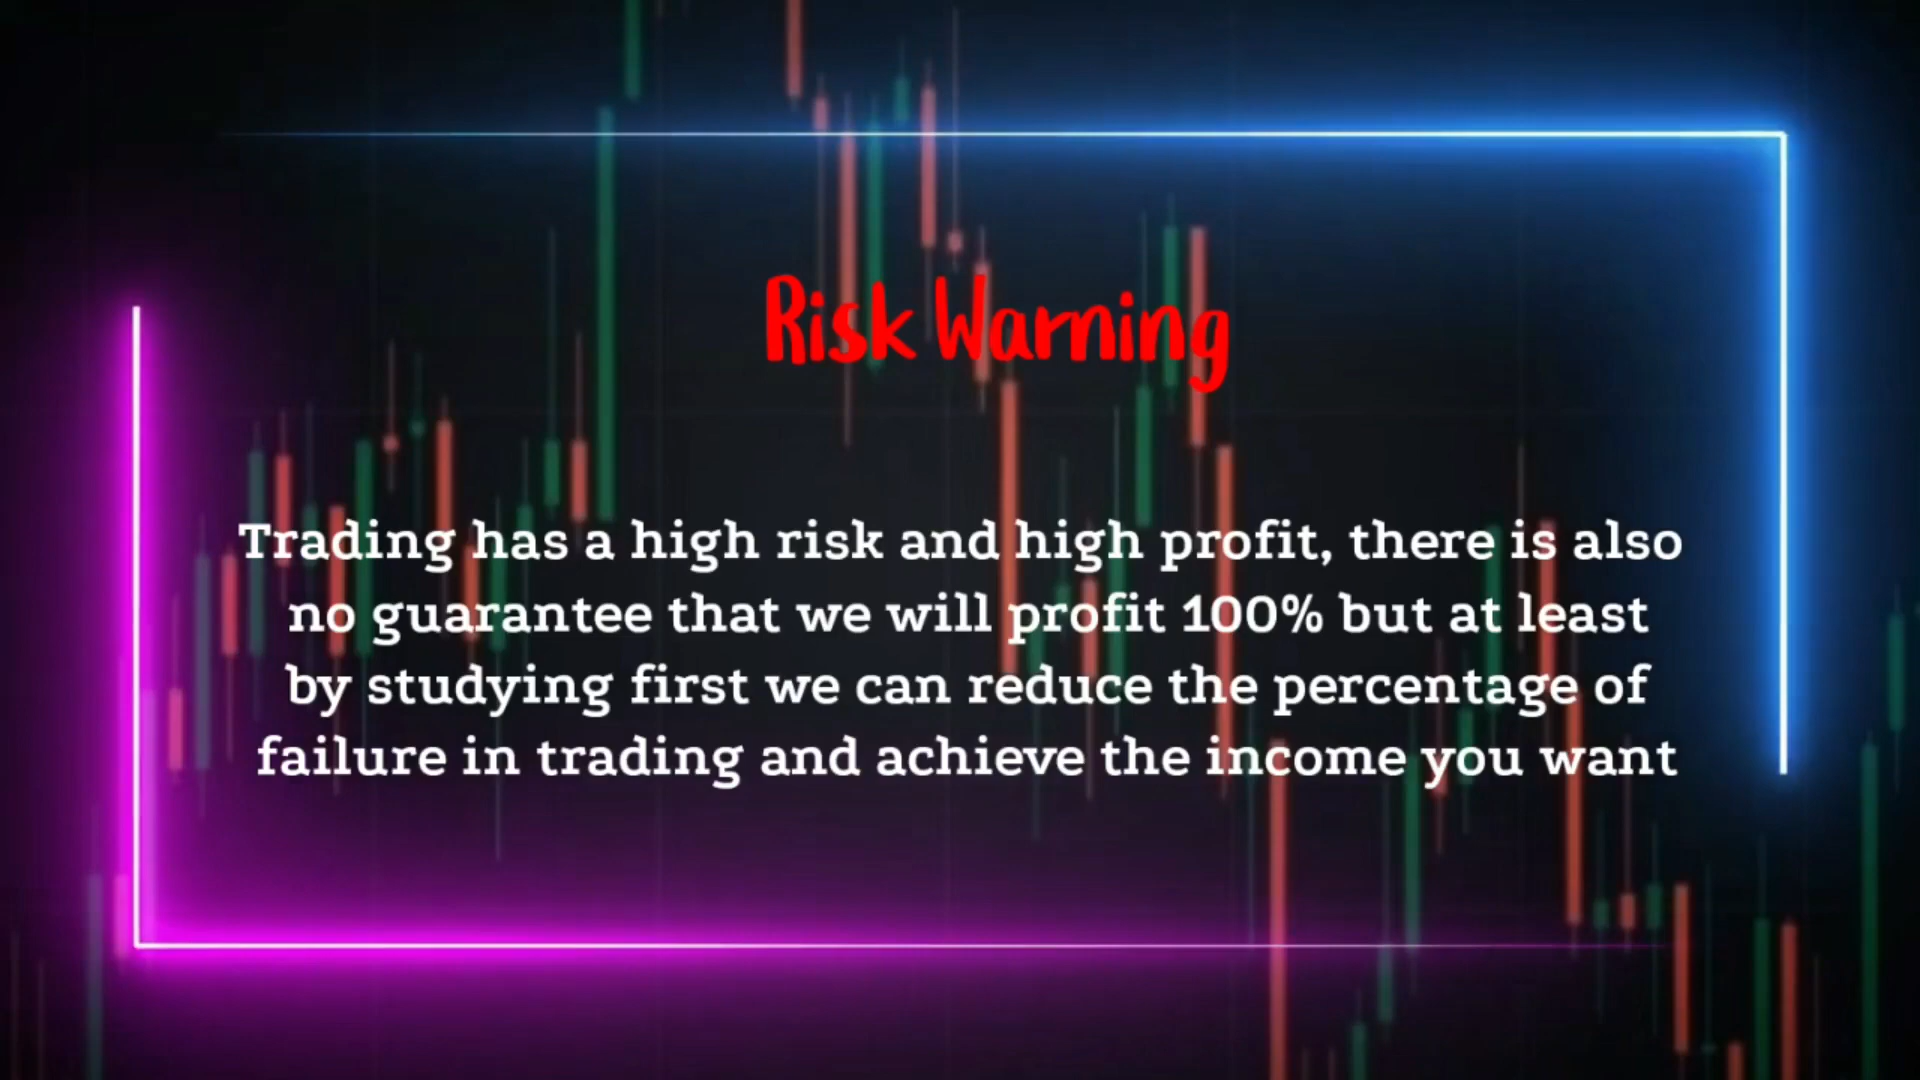 Risk Warning
Trading has a high risk and high profit, there is also
no guarantee that we will profit 100% but at least
by studying first we can reduce the percentage of
failure in trading and achieve the income you want